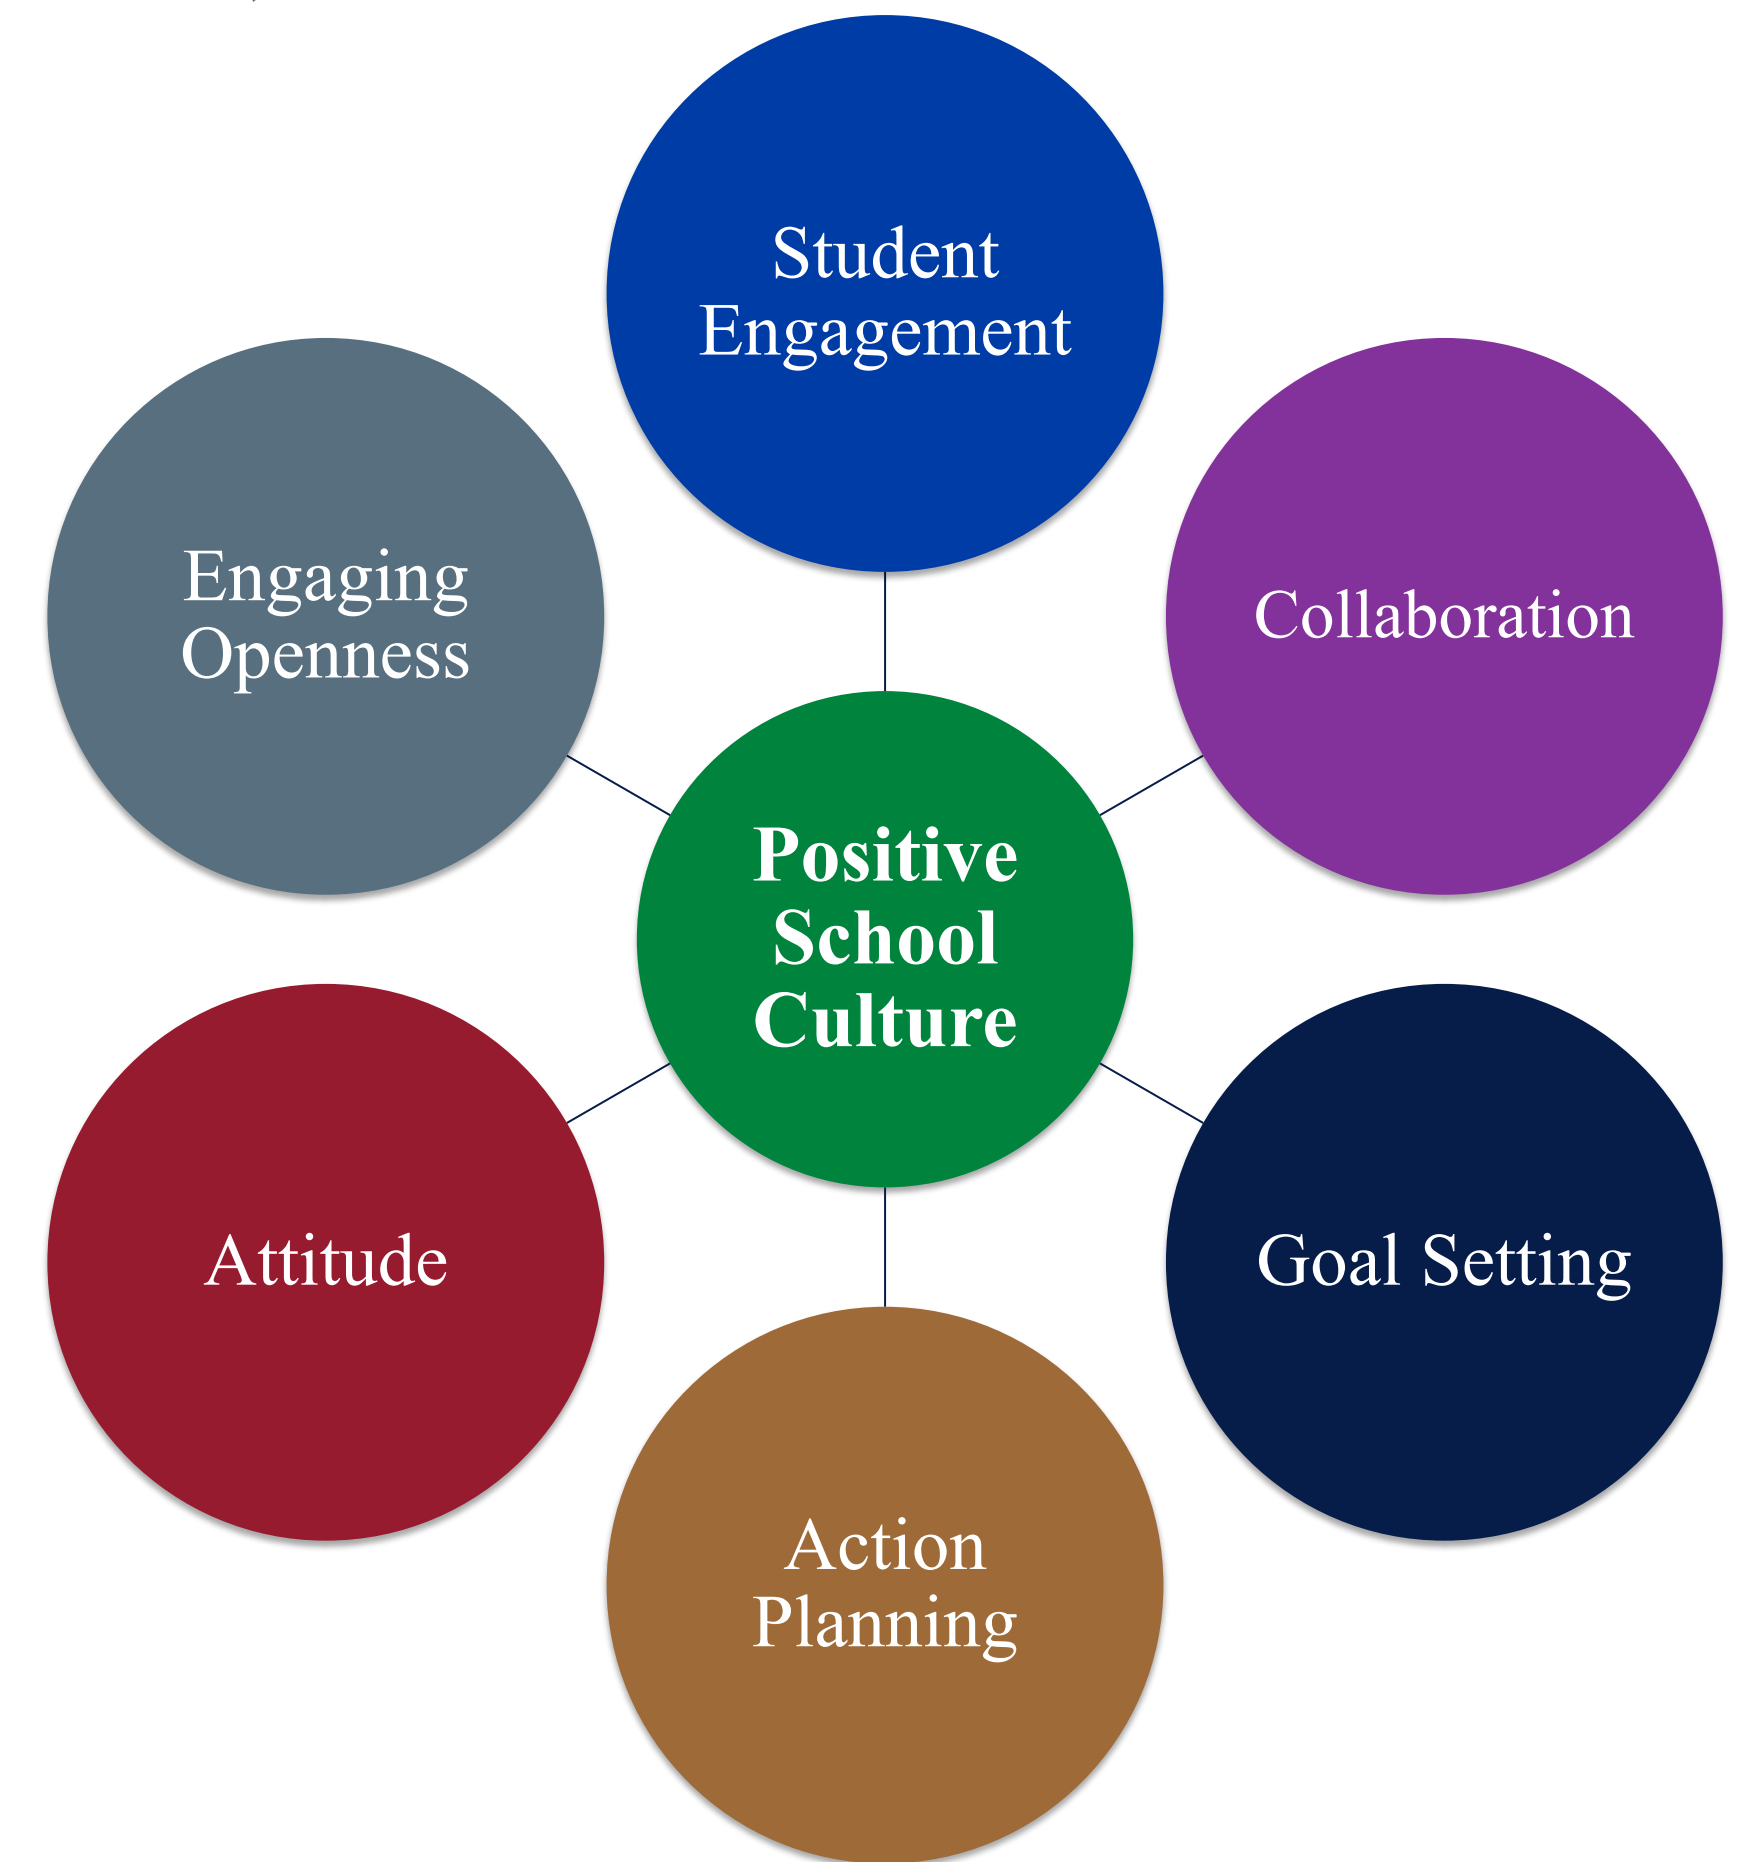 Student
Engagement
Collaboration
Goal Setting
Action
Planning
Attitude
Engaging
Openness
Positive
School
Culture